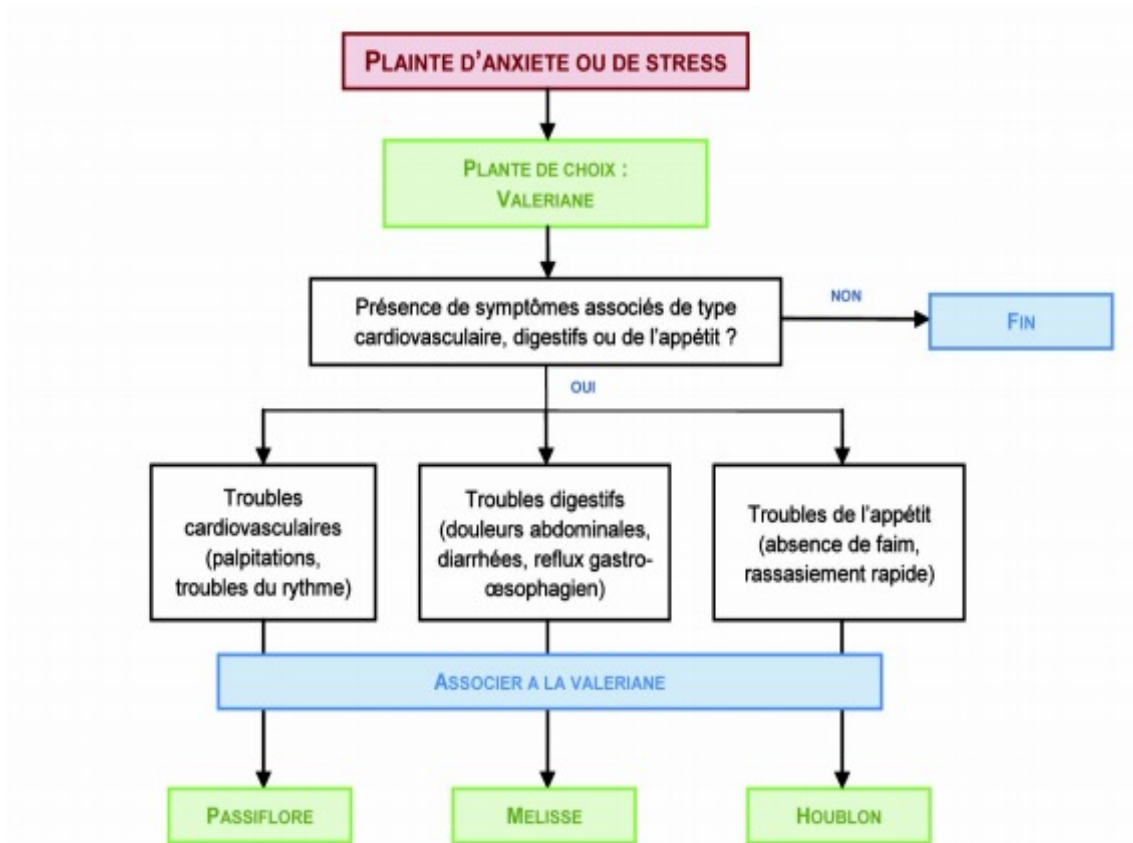 PLAINTE D'ANXIETE OU DE STRESS
PLANTE DE CHOIX :
VALERIANE
Présence de symptômes associés de type
cardiovasculaire, digestifs ou de l'appétit ?
NON
FIN
OUI
Troubles
cardiovasculaires
(palpitations,
troubles du rythme)
Troubles digestifs
(douleurs abdominales,
diarrhées, reflux gastro-
œsophagien)
Troubles de l'appétit
(absence de faim,
rassasiement rapide)
ASSOCIER A LA VALERIANE
PASSIFLORE
MELISSE
HOUBLON